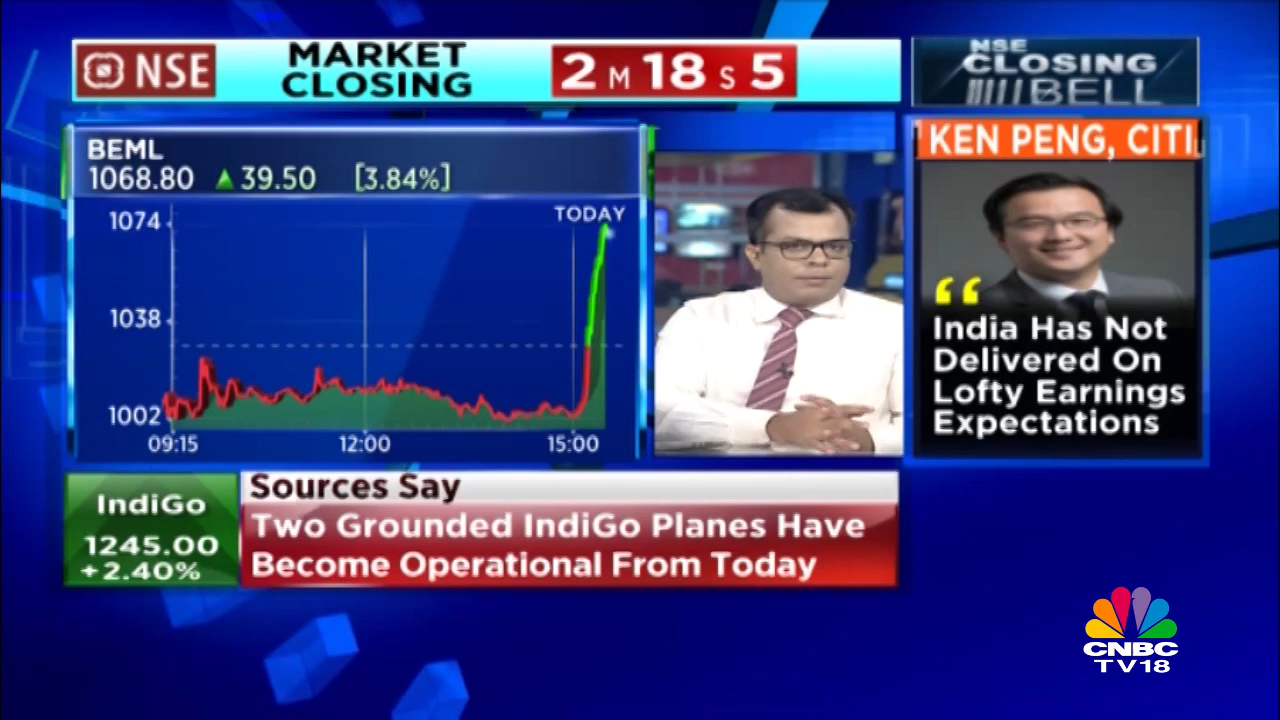 NSE
MARKET
CLOSING
2 M 18 S 5
NSE
CLOSING
BELL
BEML
1068.80 ▲ 39.50 [3.84%]
TODAY
1074
1038
1002
09:15 12:00 15:00
KEN PENG, CITI
“
India Has Not
Delivered On
Lofty Earnings
Expectations
IndiGo
1245.00
+2.40%
Sources Say
Two Grounded IndiGo Planes Have
Become Operational From Today
CNBC
TV18